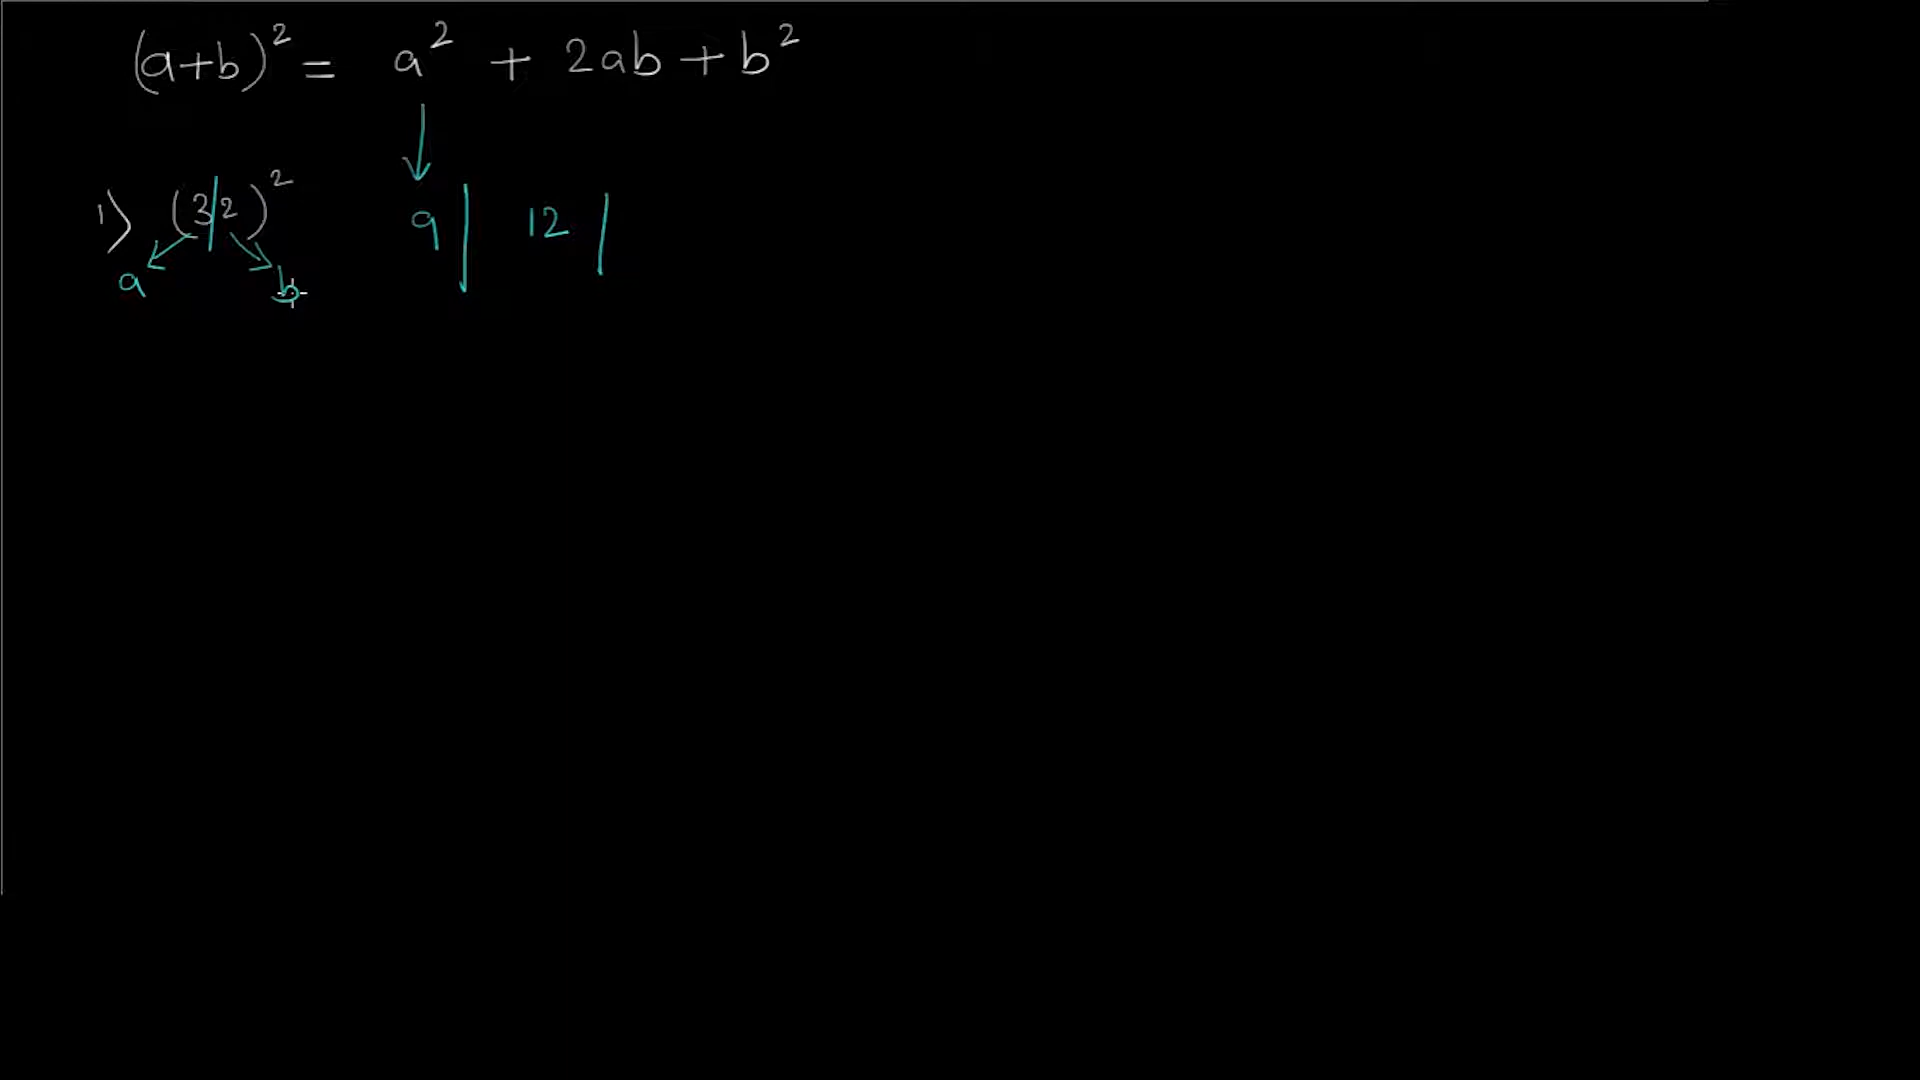 (a+b)² = a² + 2ab + b²
1) (3/2)² 9 | 12 |
a b